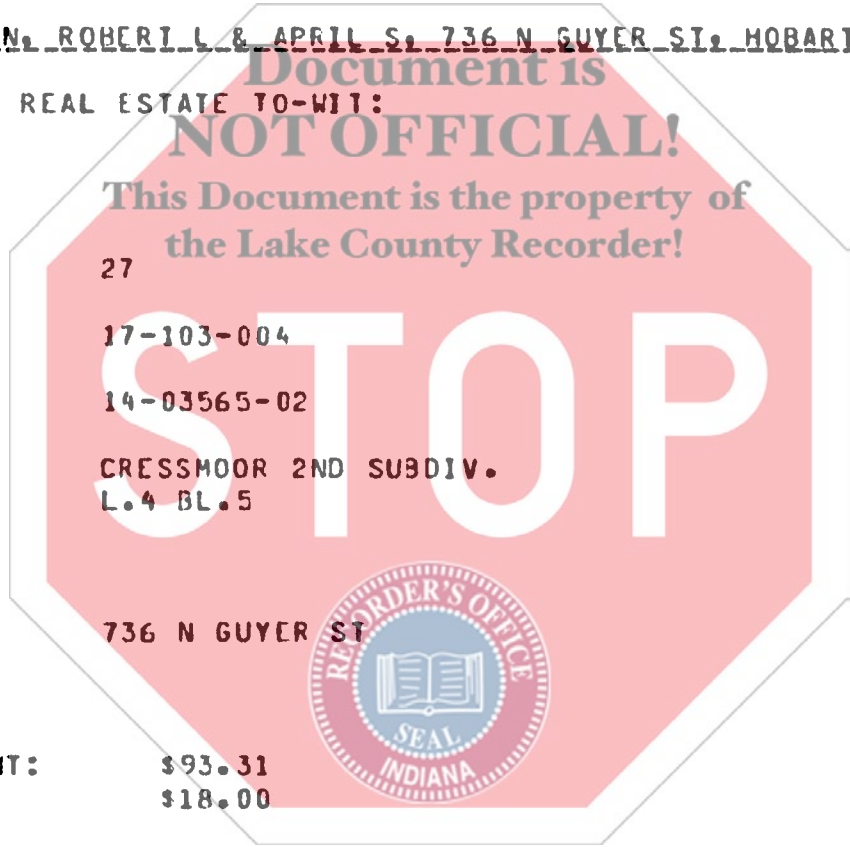 N. ROBERT L & APRIL S. 736 N GUYER ST. HOBART
Document is
REAL ESTATE TO-WIT:
NOT OFFICIAL!
This Document is the property of
the Lake County Recorder!
27
17-103-004
STOP
14-03565-02
CRESSMOOR 2ND SUBDIV.
L.4 BL.5
736 N GUYER ST
RECORDER'S OFFICE
SEAL
INDIANA
NT: $93.31
$18.00